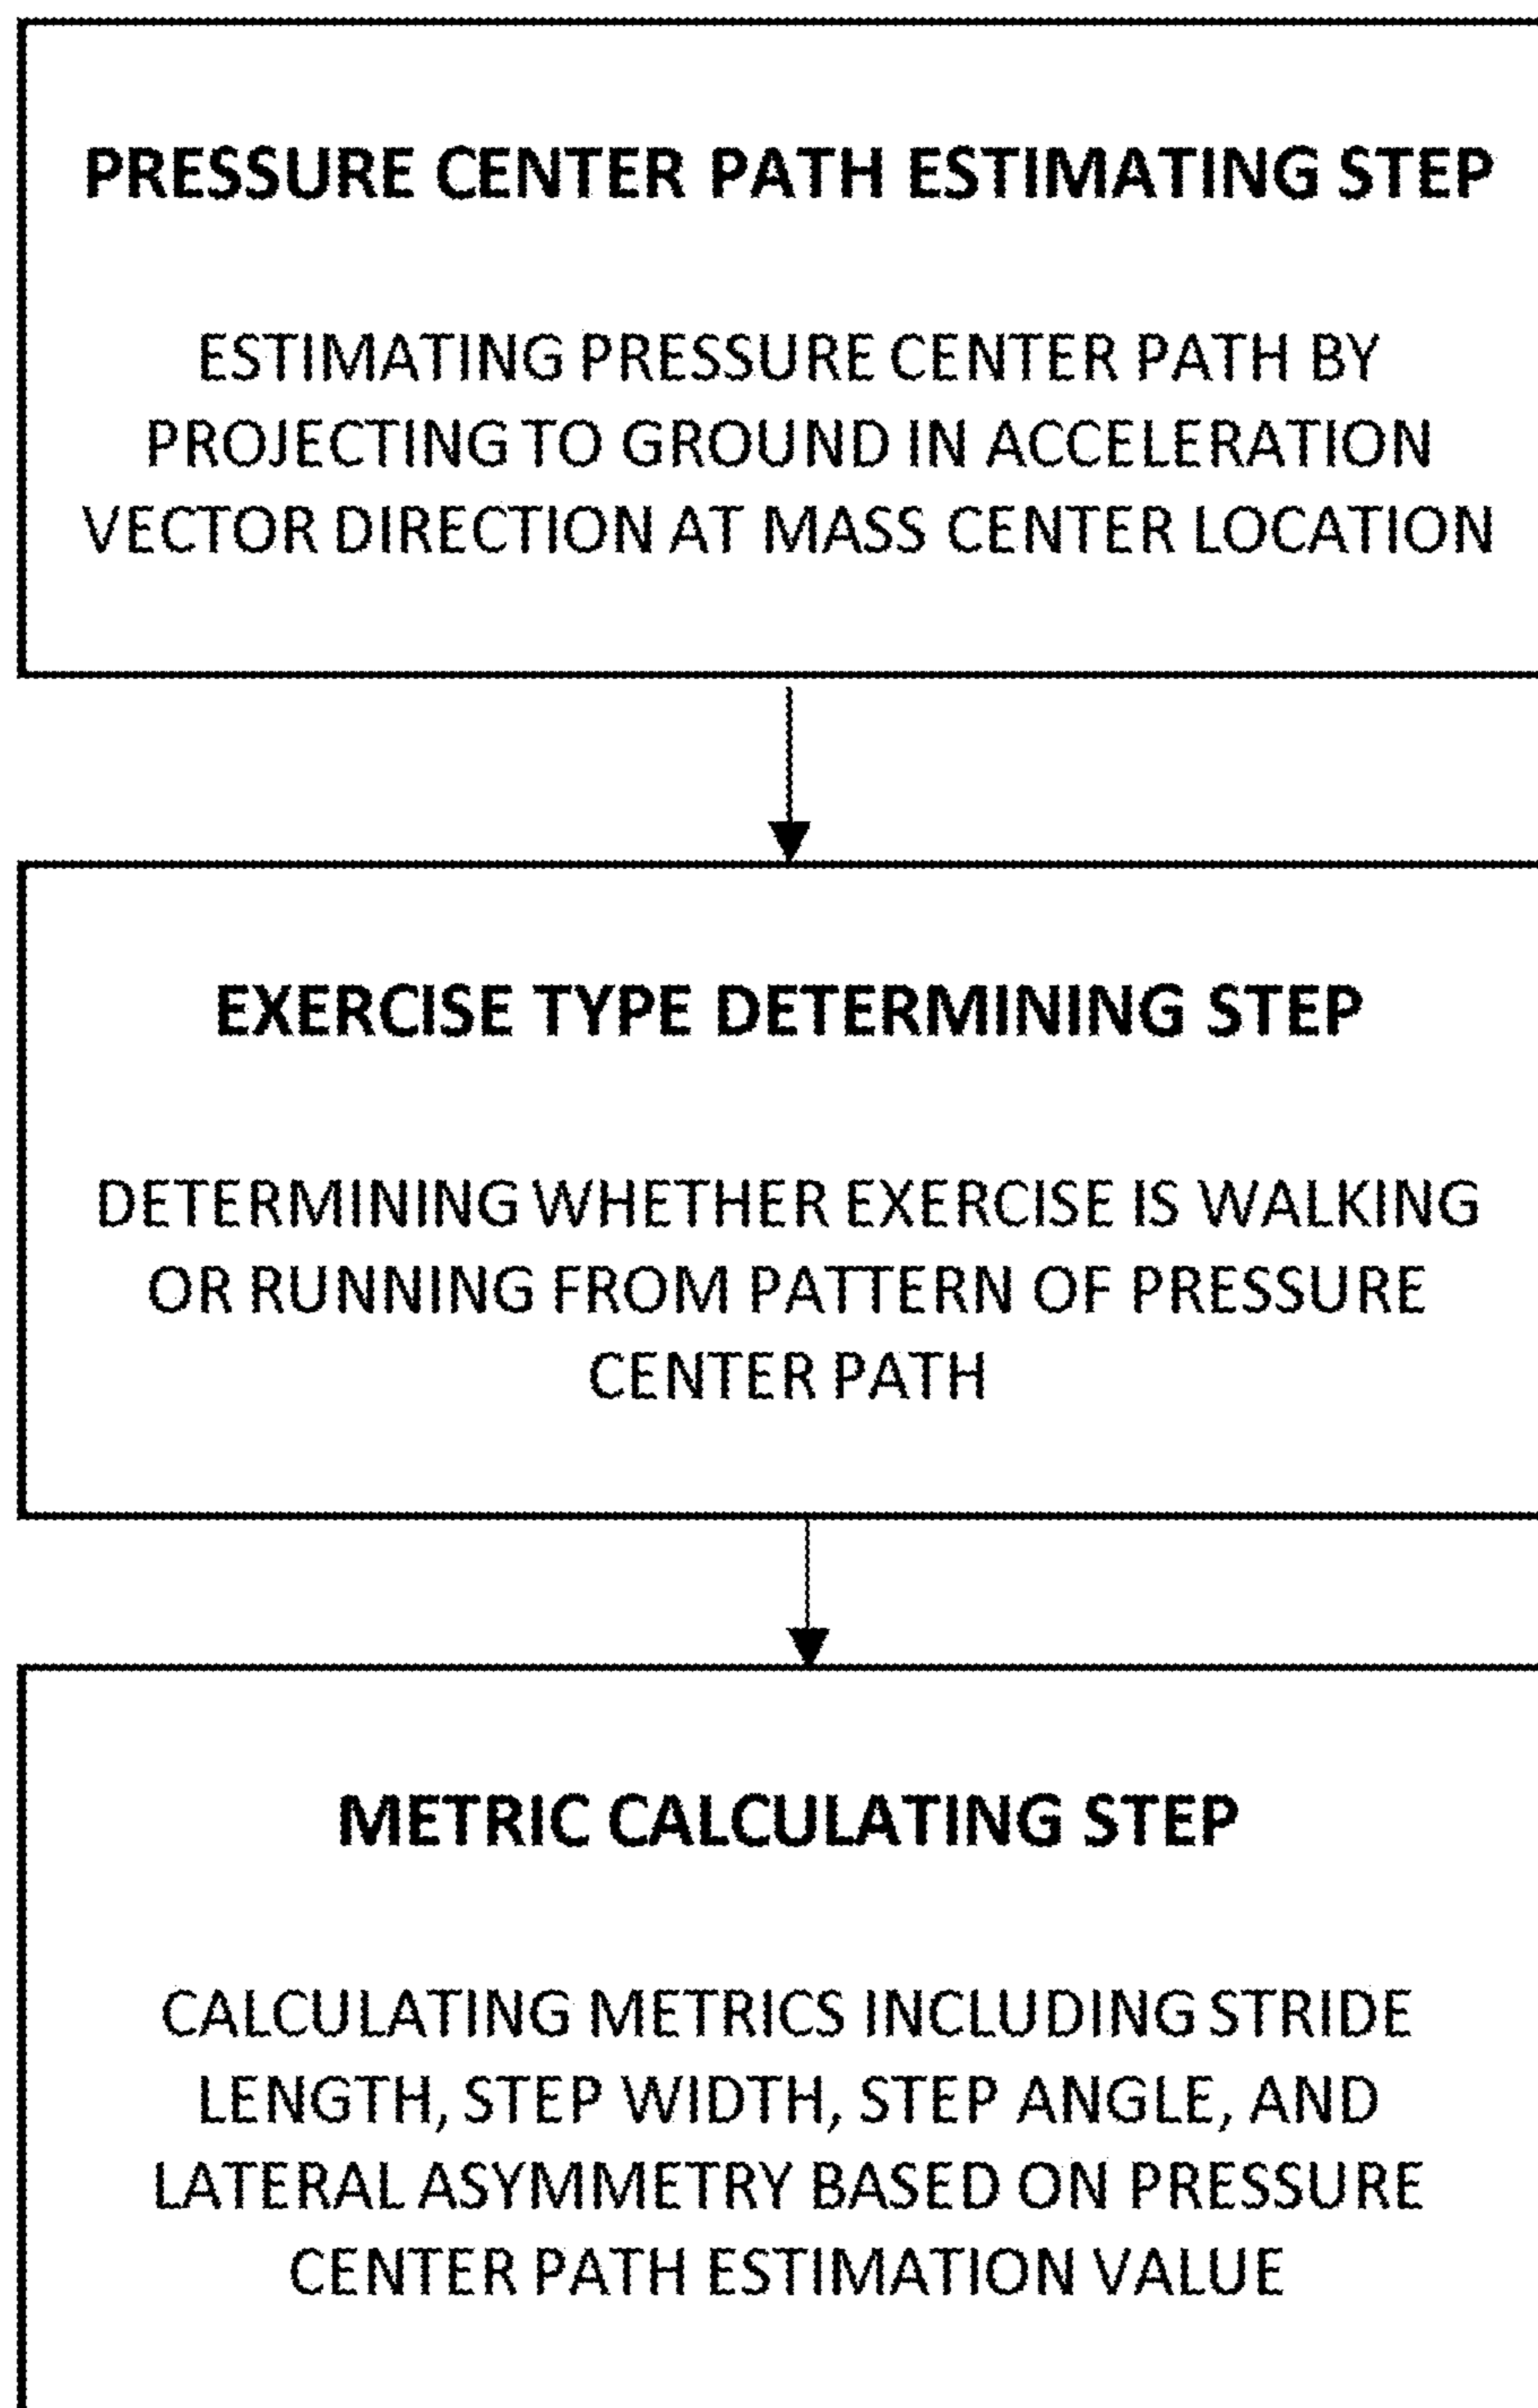 PRESSURE CENTER PATH ESTIMATING STEP
ESTIMATING PRESSURE CENTER PATH BY
PROJECTING TO GROUND IN ACCELERATION
VECTOR DIRECTION AT MASS CENTER LOCATION
EXERCISE TYPE DETERMINING STEP
DETERMINING WHETHER EXERCISE IS WALKING
OR RUNNING FROM PATTERN OF PRESSURE
CENTER PATH
METRIC CALCULATING STEP
CALCULATING METRICS INCLUDING STRIDE
LENGTH, STEP WIDTH, STEP ANGLE, AND
LATERAL ASYMMETRY BASED ON PRESSURE
CENTER PATH ESTIMATION VALUE